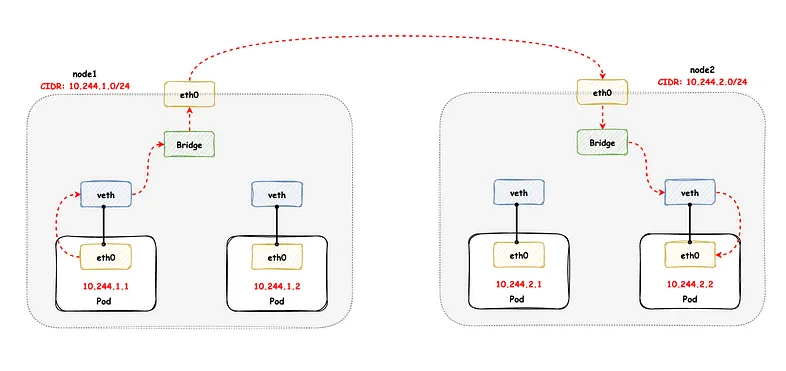 node1
CIDR: 10.244.1.0/24
eth0
Bridge
veth
veth
eth0
eth0
10.244.1.1
10.244.1.2
Pod
Pod
node2
CIDR: 10.244.2.0/24
eth0
Bridge
veth
veth
eth0
eth0
10.244.2.1
10.244.2.2
Pod
Pod